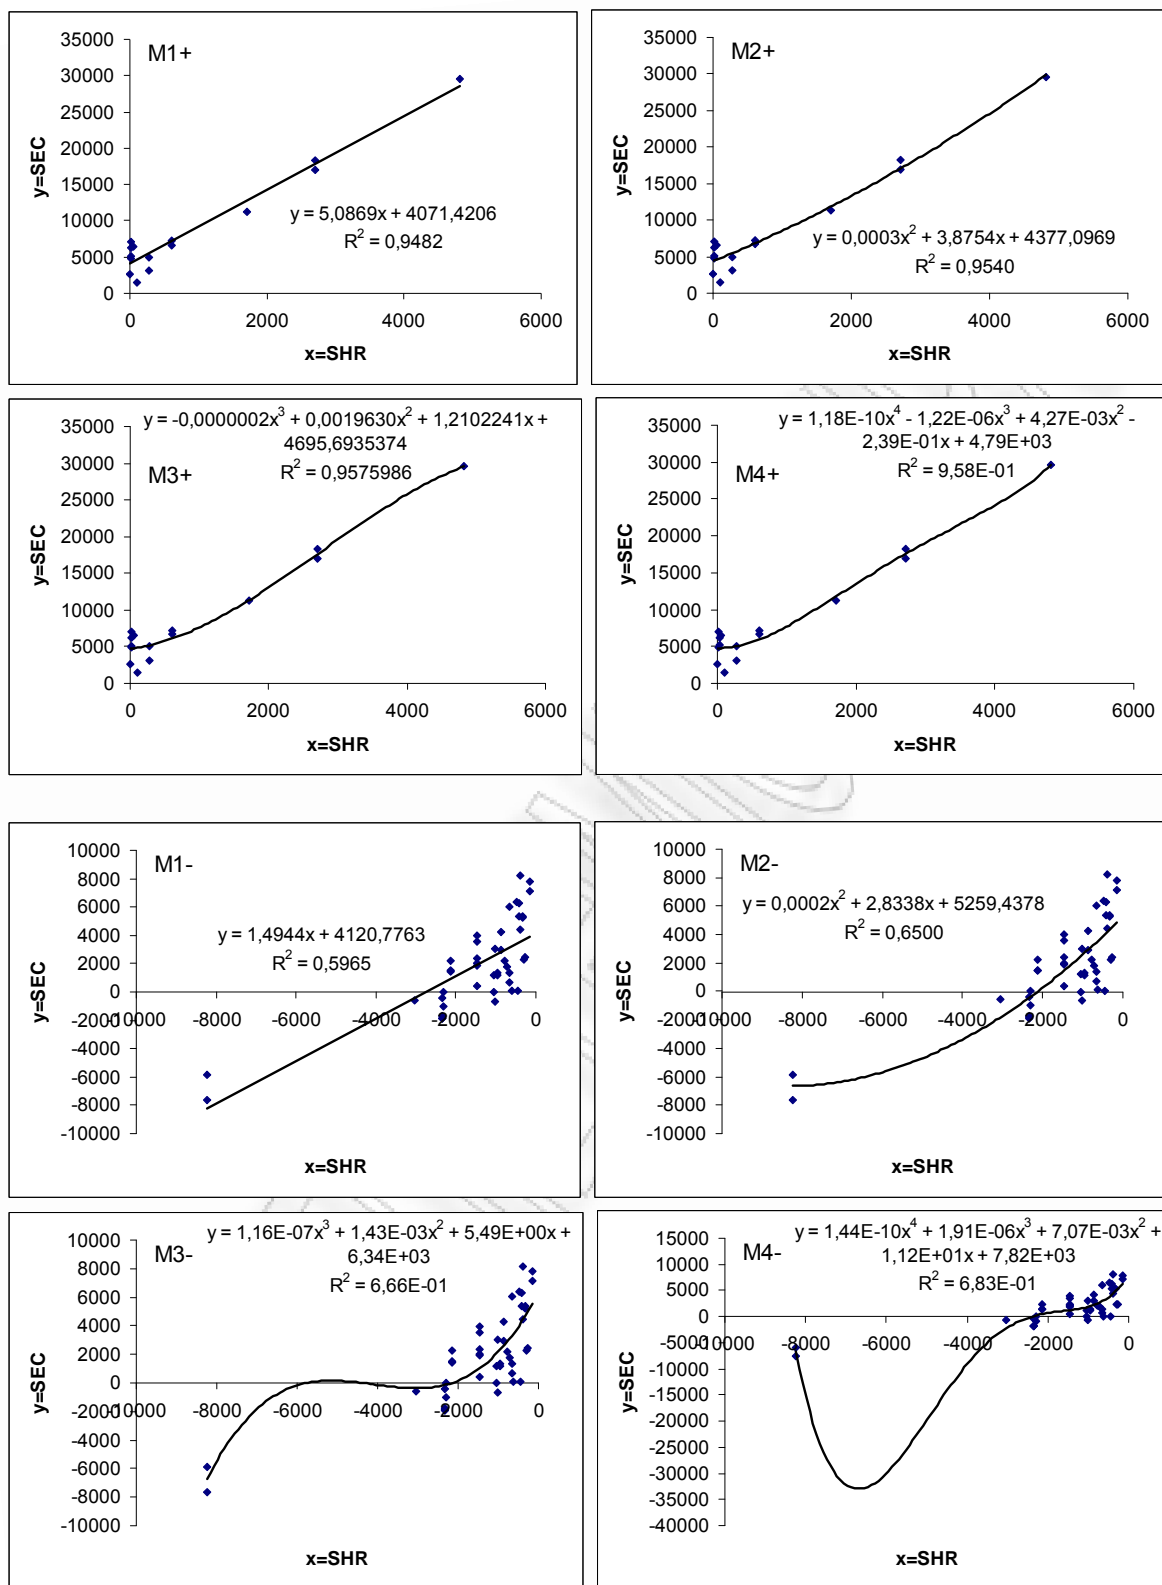 M1+
35000
30000
25000
20000
15000
10000
5000
0
y=SEC
y = 5,0869x + 4071,4206
R² = 0,9482
0 2000 4000 6000
x=SHR
M2+
35000
30000
25000
20000
15000
10000
5000
0
y=SEC
y = 0,0003x² + 3,8754x + 4377,0969
R² = 0,9540
0 2000 4000 6000
x=SHR
y = -0,0000002x³ + 0,0019630x² + 1,2102241x +
4695,6935374
R² = 0,9575986
M3+
35000
30000
25000
20000
15000
10000
5000
0
y=SEC
0 2000 4000 6000
x=SHR
y = 1,18E-10x⁴ - 1,22E-06x³ + 4,27E-03x² -
2,39E-01x + 4,79E+03
R² = 9,58E-01
M4+
35000
30000
25000
20000
15000
10000
5000
0
y=SEC
0 2000 4000 6000
x=SHR
M1-
10000
8000
6000
4000
2000
0
-2000
-4000
-6000
-8000
-10000
y=SEC
y = 1,4944x + 4120,7763
R² = 0,5965
-10000 -8000 -6000 -4000 -2000 0
x=SHR
M2-
10000
8000
6000
4000
2000
0
-2000
-4000
-6000
-8000
-10000
y=SEC
y = 0,0002x² + 2,8338x + 5259,4378
R² = 0,6500
-10000 -8000 -6000 -4000 -2000 0
x=SHR
y = 1,16E-07x³ + 1,43E-03x² + 5,49E+00x +
6,34E+03
R² = 6,66E-01
M3-
10000
8000
6000
4000
2000
0
-2000
-4000
-6000
-8000
-10000
y=SEC
-10000 -8000 -6000 -4000 -2000 0
x=SHR
y = 1,44E-10x⁴ + 1,91E-06x³ + 7,07E-03x² +
1,12E+01x + 7,82E+03
R² = 6,83E-01
M4-
15000
10000
5000
0
-5000
-10000
-15000
-20000
-25000
-30000
-35000
-40000
y=SEC
-10000 -8000 -6000 -4000 -2000 0
x=SHR